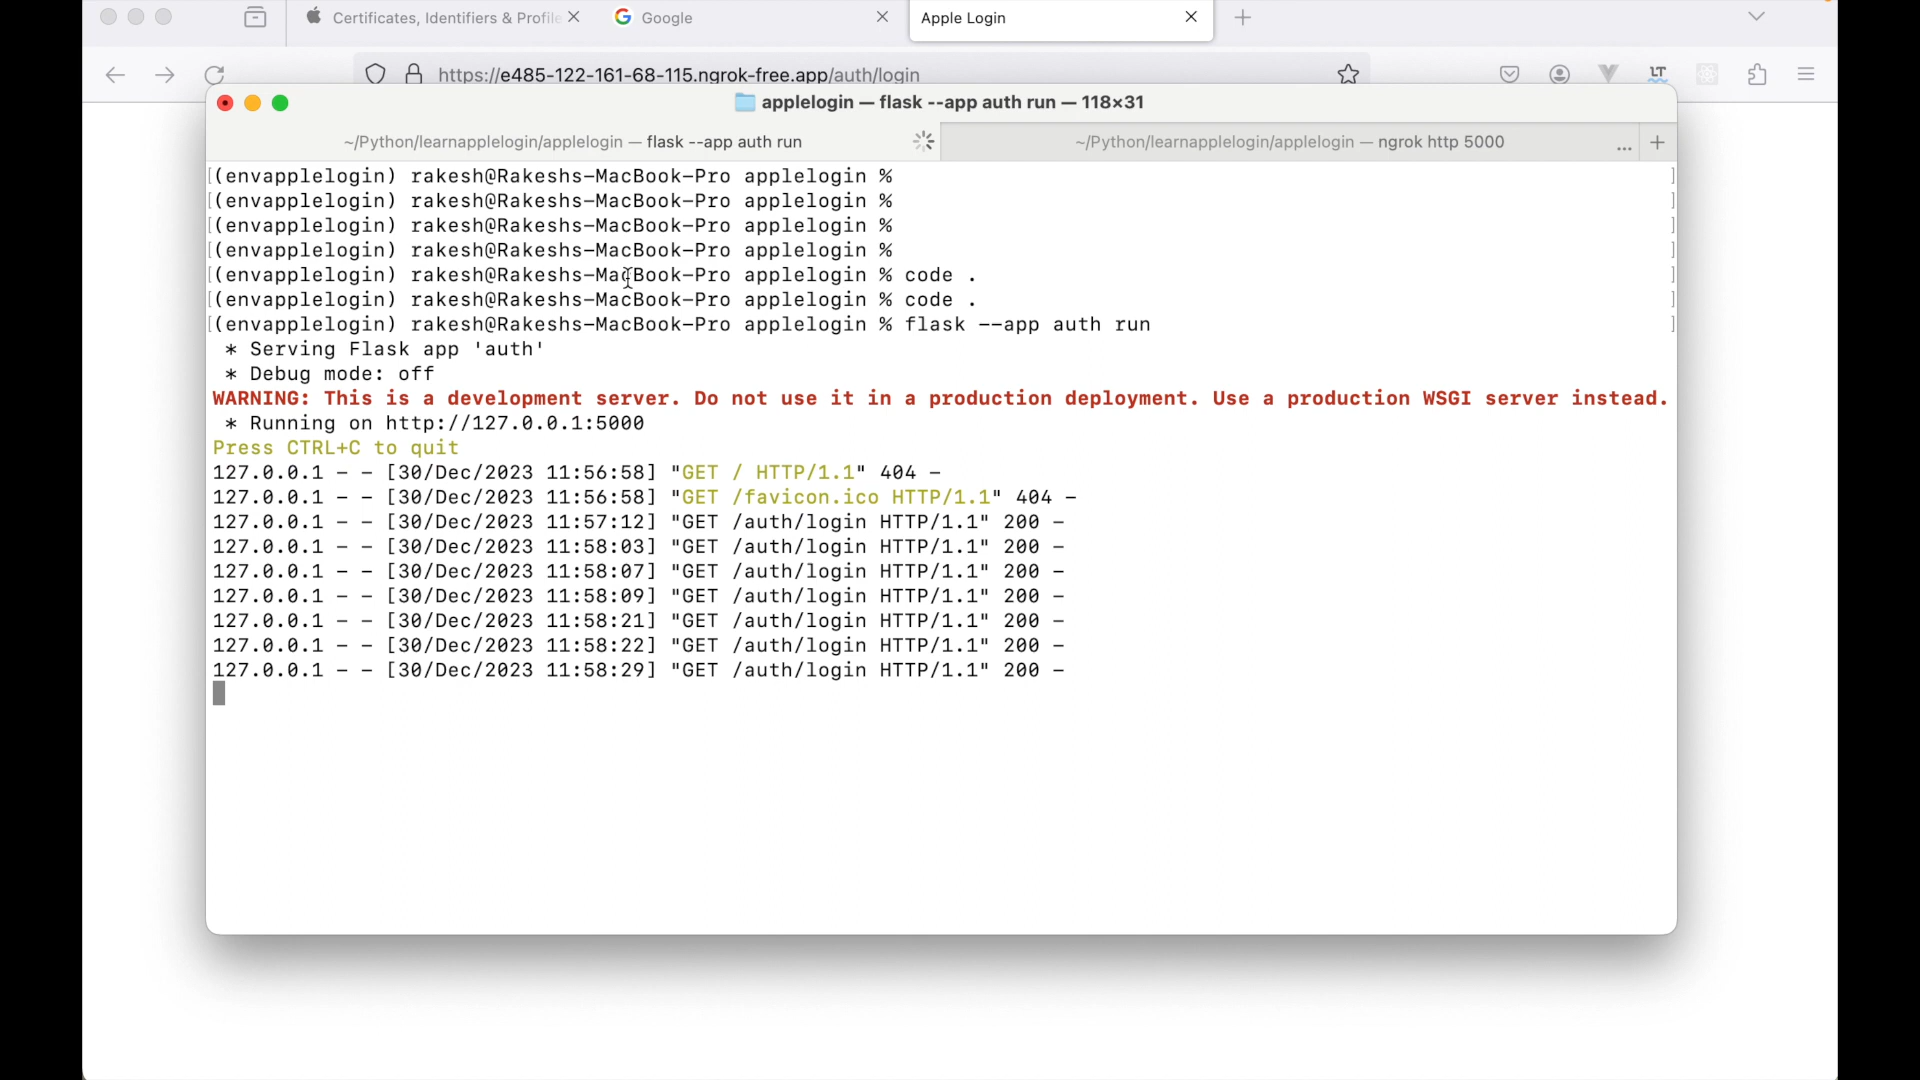 Certificates, Identifiers & Profile
Google
Apple Login
https://e485-122-161-68-115.ngrok-free.app/auth/login
LT
applelogin — flask --app auth run — 118×31
~/Python/learnapplelogin/applelogin — flask --app auth run
~/Python/learnapplelogin/applelogin — ngrok http 5000
...
[(envapplelogin) rakesh@Rakeshs-MacBook-Pro applelogin % ]
[(envapplelogin) rakesh@Rakeshs-MacBook-Pro applelogin % ]
[(envapplelogin) rakesh@Rakeshs-MacBook-Pro applelogin % ]
[(envapplelogin) rakesh@Rakeshs-MacBook-Pro applelogin % ]
[(envapplelogin) rakesh@Rakeshs-MacBook-Pro applelogin % code . ]
[(envapplelogin) rakesh@Rakeshs-MacBook-Pro applelogin % code . ]
[(envapplelogin) rakesh@Rakeshs-MacBook-Pro applelogin % flask --app auth run ]
* Serving Flask app 'auth'
* Debug mode: off
WARNING: This is a development server. Do not use it in a production deployment. Use a production WSGI server instead.
* Running on http://127.0.0.1:5000
Press CTRL+C to quit
127.0.0.1 - - [30/Dec/2023 11:56:58] "GET / HTTP/1.1" 404 -
127.0.0.1 - - [30/Dec/2023 11:56:58] "GET /favicon.ico HTTP/1.1" 404 -
127.0.0.1 - - [30/Dec/2023 11:57:12] "GET /auth/login HTTP/1.1" 200 -
127.0.0.1 - - [30/Dec/2023 11:58:03] "GET /auth/login HTTP/1.1" 200 -
127.0.0.1 - - [30/Dec/2023 11:58:07] "GET /auth/login HTTP/1.1" 200 -
127.0.0.1 - - [30/Dec/2023 11:58:09] "GET /auth/login HTTP/1.1" 200 -
127.0.0.1 - - [30/Dec/2023 11:58:21] "GET /auth/login HTTP/1.1" 200 -
127.0.0.1 - - [30/Dec/2023 11:58:22] "GET /auth/login HTTP/1.1" 200 -
127.0.0.1 - - [30/Dec/2023 11:58:29] "GET /auth/login HTTP/1.1" 200 -